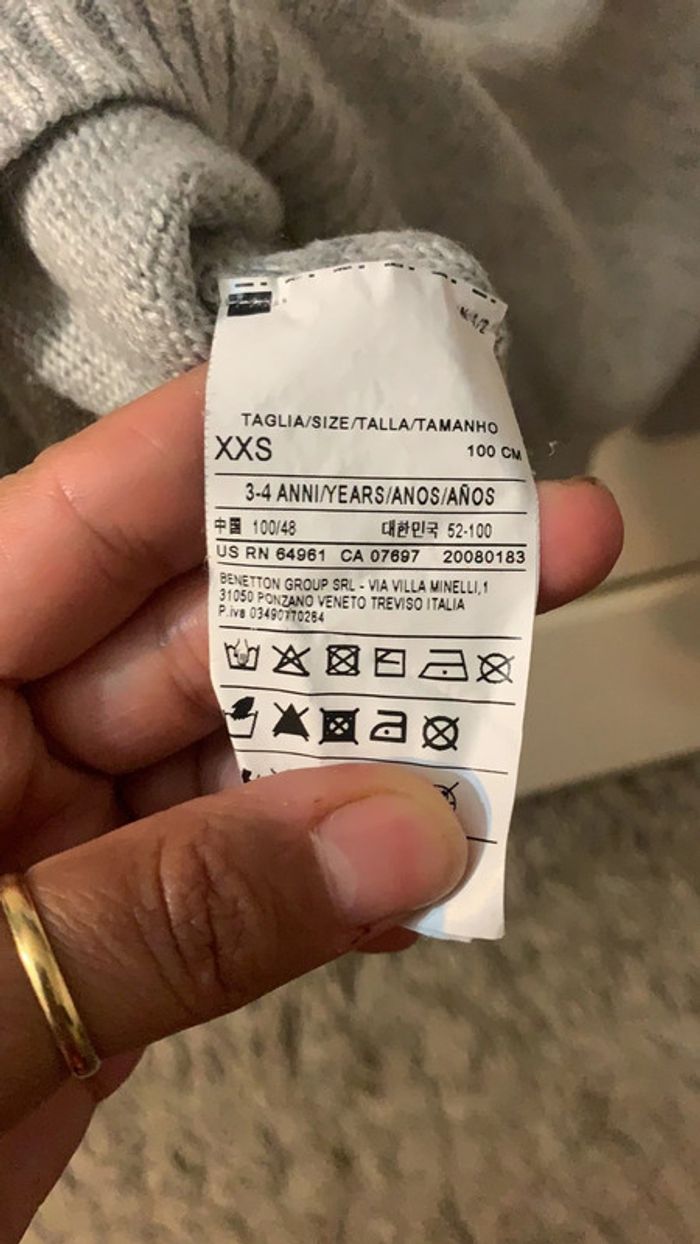 TAGLIA/SIZE/TALLA/TAMANHO
XXS 100 CM
3-4 ANNI/YEARS/ANOS/AÑOS
中国 100/48 대한민국 52-100
US RN 64961 CA 07697 20080183
BENETTON GROUP SRL - VIA VILLA MINELLI,1
31050 PONZANO VENETO TREVISO ITALIA
P.iva 03490770264